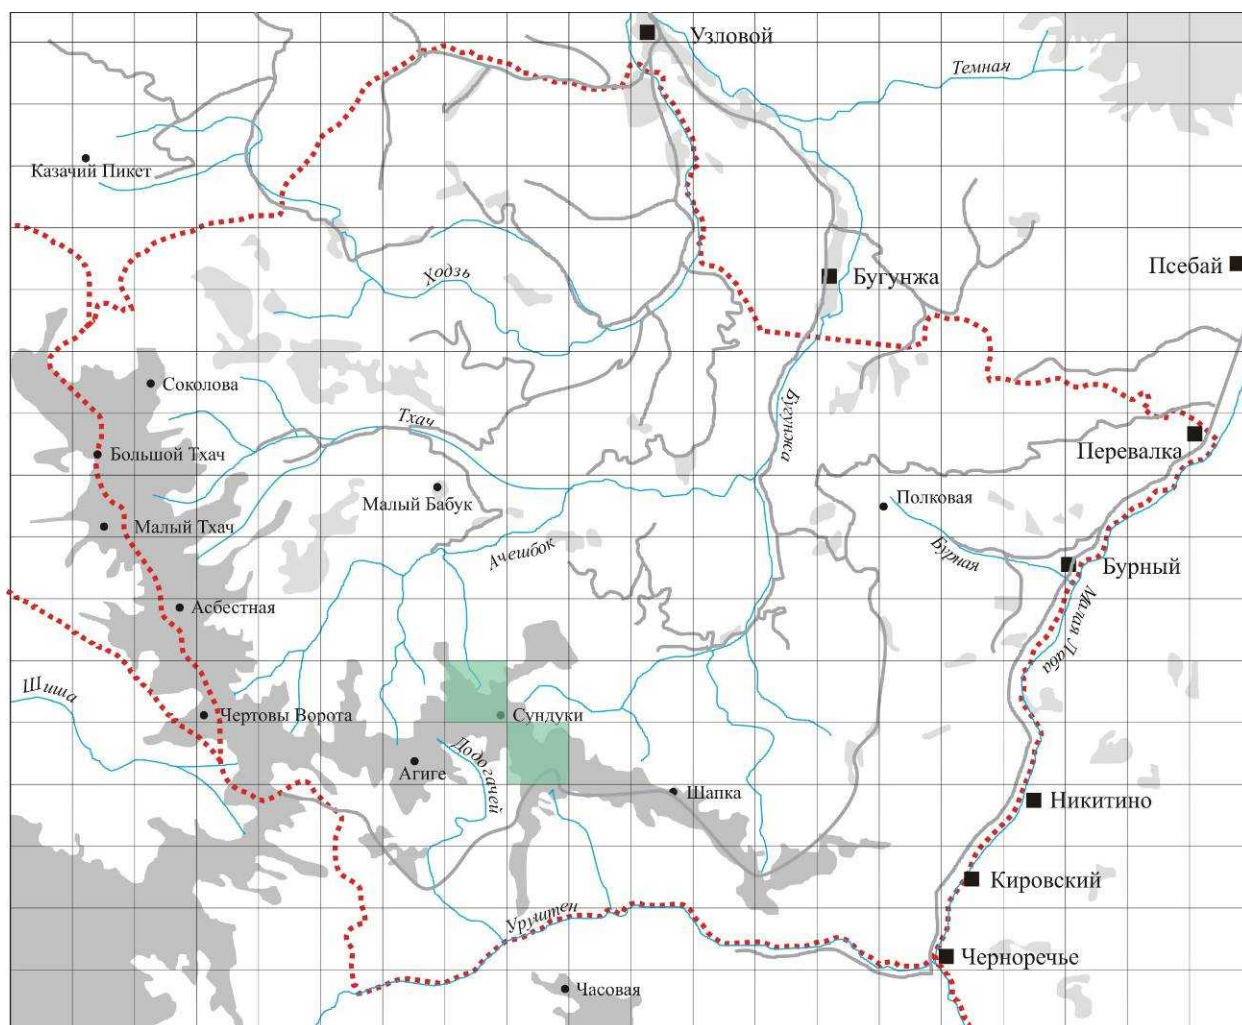 Узловой
Темная
Казачий Пикет
Ходзь
Бугунжа
Псебай
Соколова
Бугунжа
Тхач
Большой Тхач
Перевалка
Малый Бабук
Полковая
Малый Тхач
Ачешбок
Бурная
Бурный
Асбестная
Малая Лаба
Шиша
Чертовы Ворота
Сундуки
Додогачей
Агиге
Шапка
Никитино
Кировский
Уруштен
Черноречье
Часовая